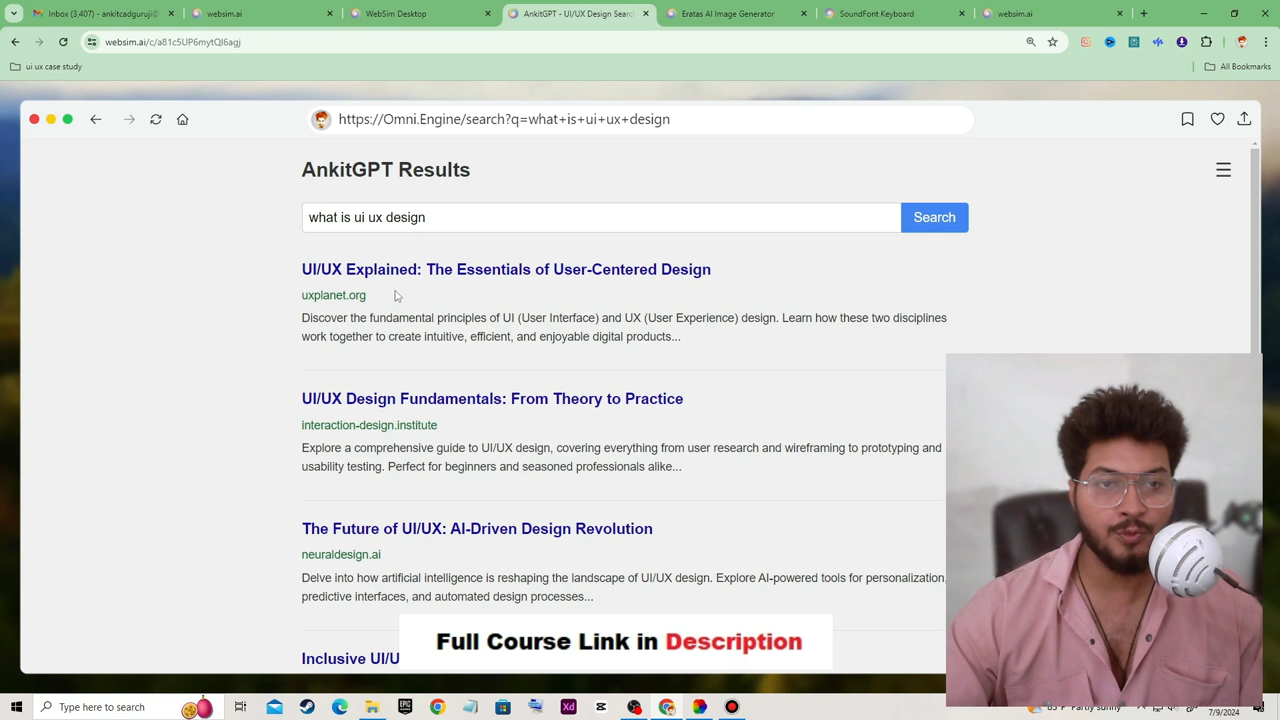 Inbox (3,407) - ankitcadguruji@
websim.ai
WebSim Desktop
AnkitGPT - UI/UX Design Searc
Eratas AI Image Generator
SoundFont Keyboard
websim.ai
websim.ai/c/a81c5UP6mytQl6agj
ui ux case study
All Bookmarks
https://Omni.Engine/search?q=what+is+ui+ux+design
AnkitGPT Results
what is ui ux design
Search
UI/UX Explained: The Essentials of User-Centered Design
uxplanet.org
Discover the fundamental principles of UI (User Interface) and UX (User Experience) design. Learn how these two disciplines
work together to create intuitive, efficient, and enjoyable digital products...
UI/UX Design Fundamentals: From Theory to Practice
interaction-design.institute
Explore a comprehensive guide to UI/UX design, covering everything from user research and wireframing to prototyping and
usability testing. Perfect for beginners and seasoned professionals alike...
The Future of UI/UX: AI-Driven Design Revolution
neuraldesign.ai
Delve into how artificial intelligence is reshaping the landscape of UI/UX design. Explore AI-powered tools for personalization,
predictive interfaces, and automated design processes...
Inclusive UI/U
Full Course Link in Description
Type here to search
EPIC
Xd
Partly sunny
7/9/2024